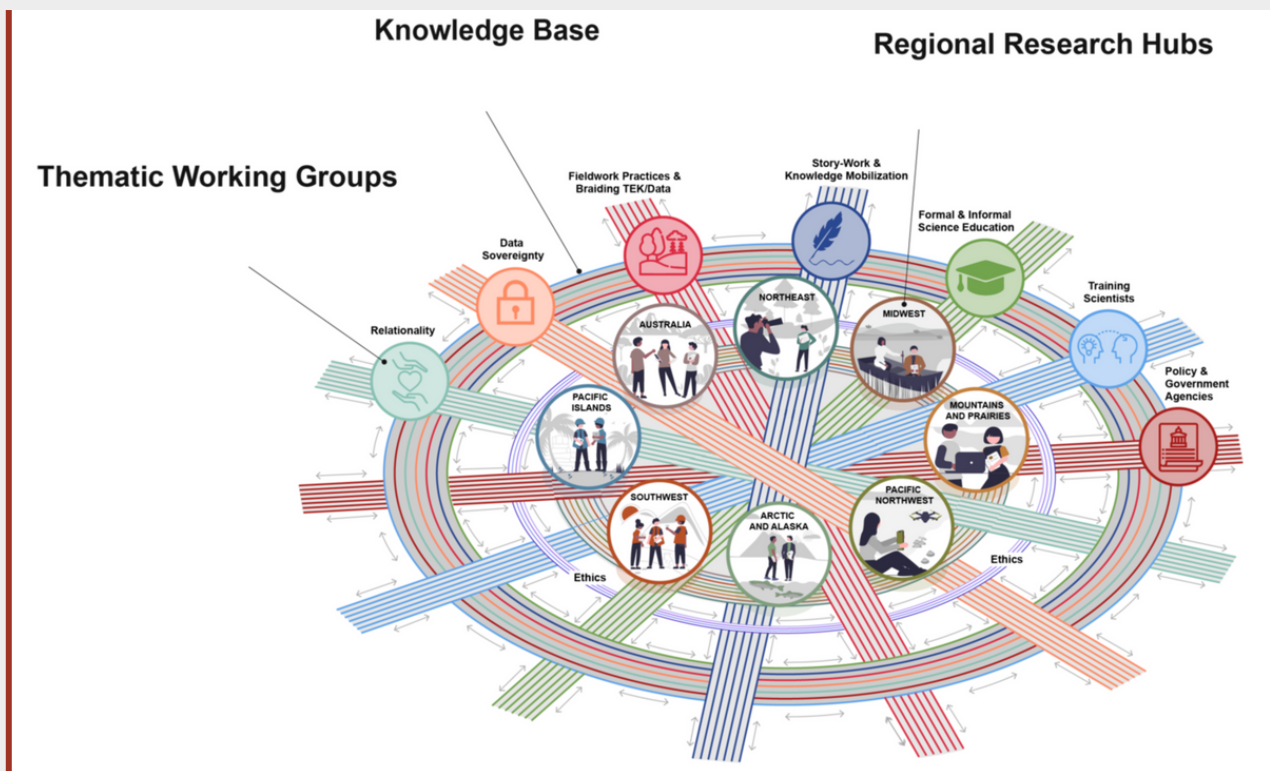 Knowledge Base
Regional Research Hubs
Thematic Working Groups
Fieldwork Practices &
Braiding TEK/Data
Story-Work &
Knowledge Mobilization
Formal & Informal
Science Education
Data
Sovereignty
Training
Scientists
Relationality
Policy &
Government
Agencies
NORTHEAST
MIDWEST
AUSTRALIA
PACIFIC
ISLANDS
MOUNTAINS
AND PRAIRIES
SOUTHWEST
ARCTIC
AND ALASKA
PACIFIC
NORTHWEST
Ethics
Ethics